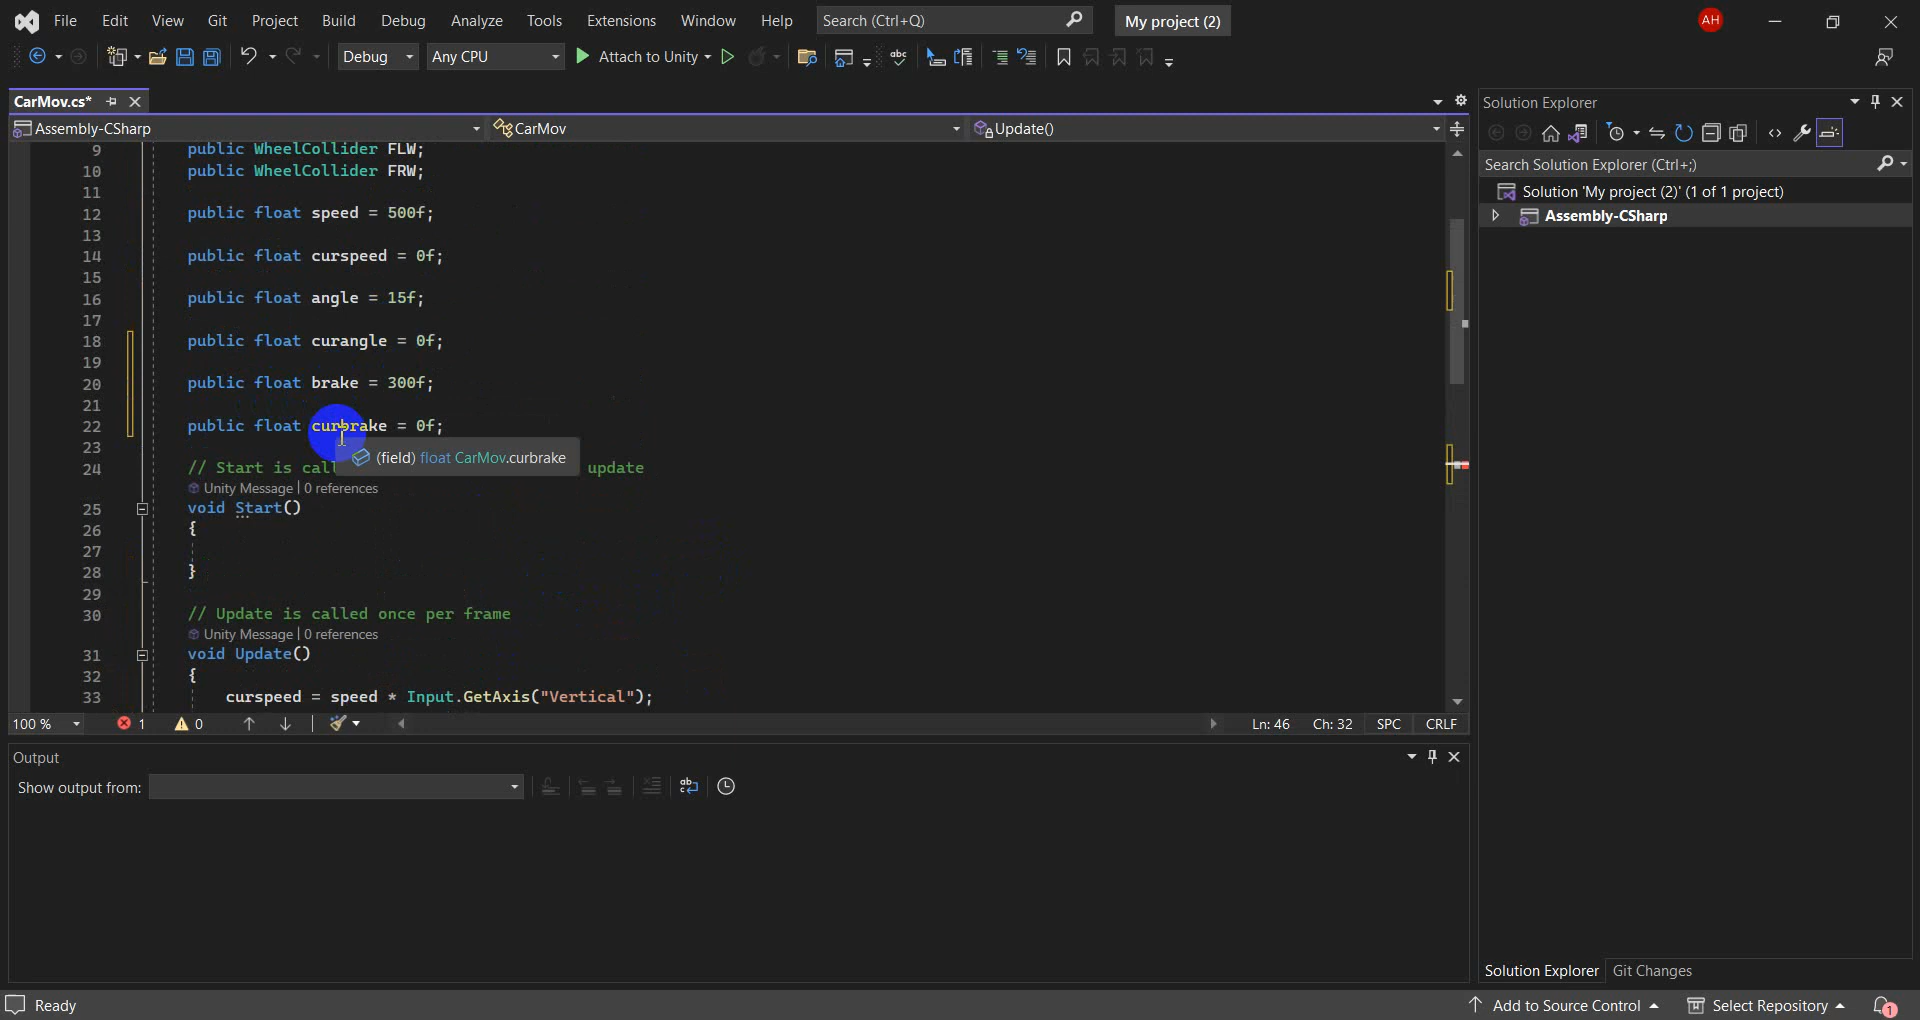 File Edit View Git Project Build Debug Analyze Tools Extensions Window Help Search (Ctrl+Q) My project (2) AH
Debug Any CPU Attach to Unity
CarMov.cs*
Assembly-CSharp CarMov Update()
9 public WheelCollider FLW;
10 public WheelCollider FRW;
11
12 public float speed = 500f;
13
14 public float curspeed = 0f;
15
16 public float angle = 15f;
17
18 public float curangle = 0f;
19
20 public float brake = 300f;
21
22 public float curbrake = 0f;
23
(field) float CarMov.curbrake
24 // Start is call update
Unity Message | 0 references
25 void Start()
26 {
27
28 }
29
30 // Update is called once per frame
Unity Message | 0 references
31 void Update()
32 {
33 curspeed = speed * Input.GetAxis("Vertical");
100 % 1 0 Ln: 46 Ch: 32 SPC CRLF
Output
Show output from:
Solution Explorer
Search Solution Explorer (Ctrl+;)
Solution 'My project (2)' (1 of 1 project)
Assembly-CSharp
Solution Explorer Git Changes
Ready Add to Source Control Select Repository 1